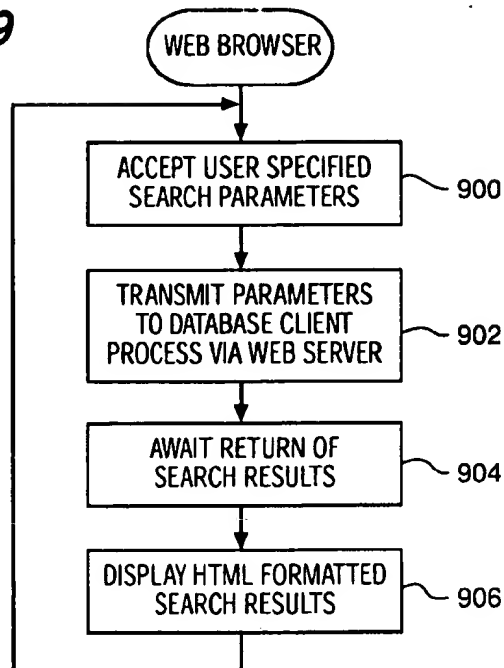 9
WEB BROWSER
ACCEPT USER SPECIFIED
SEARCH PARAMETERS
900
TRANSMIT PARAMETERS
TO DATABASE CLIENT
PROCESS VIA WEB SERVER
902
AWAIT RETURN OF
SEARCH RESULTS
904
DISPLAY HTML FORMATTED
SEARCH RESULTS
906